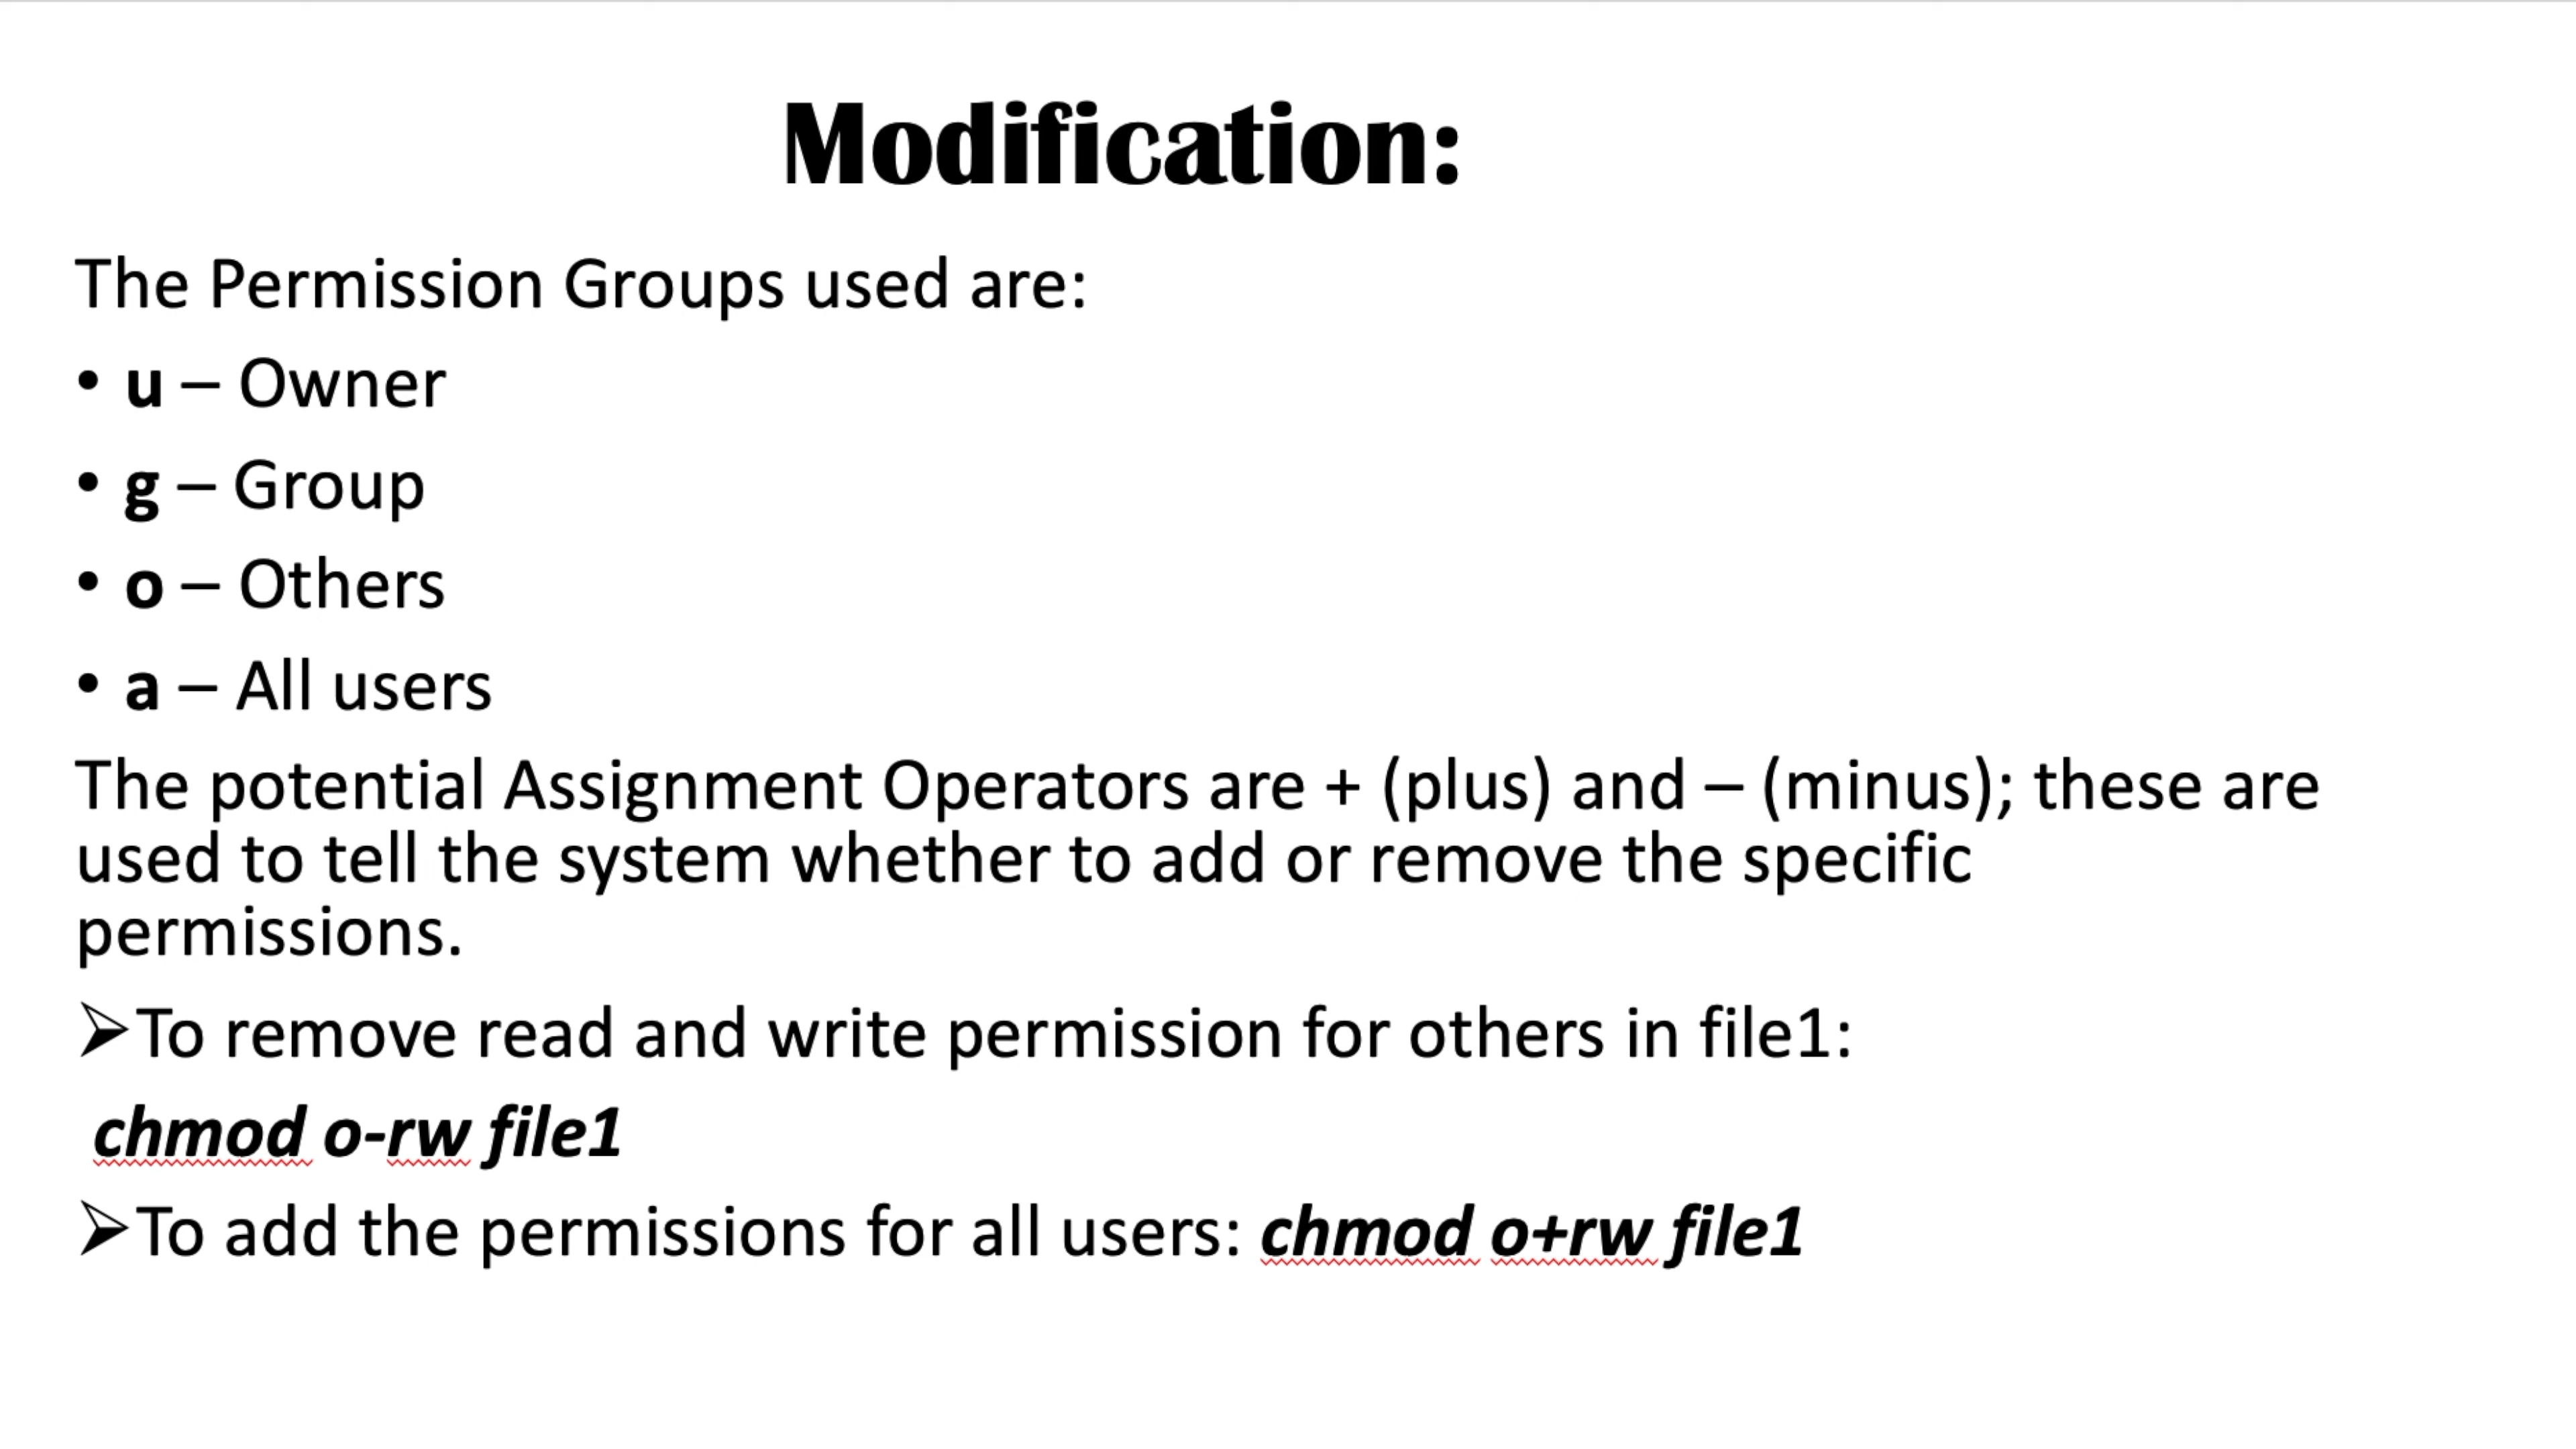 Modification:
The Permission Groups used are:
• u – Owner
• g – Group
• o – Others
• a – All users
The potential Assignment Operators are + (plus) and – (minus); these are
used to tell the system whether to add or remove the specific
permissions.
➢To remove read and write permission for others in file1:
chmod o-rw file1
➢To add the permissions for all users: chmod o+rw file1